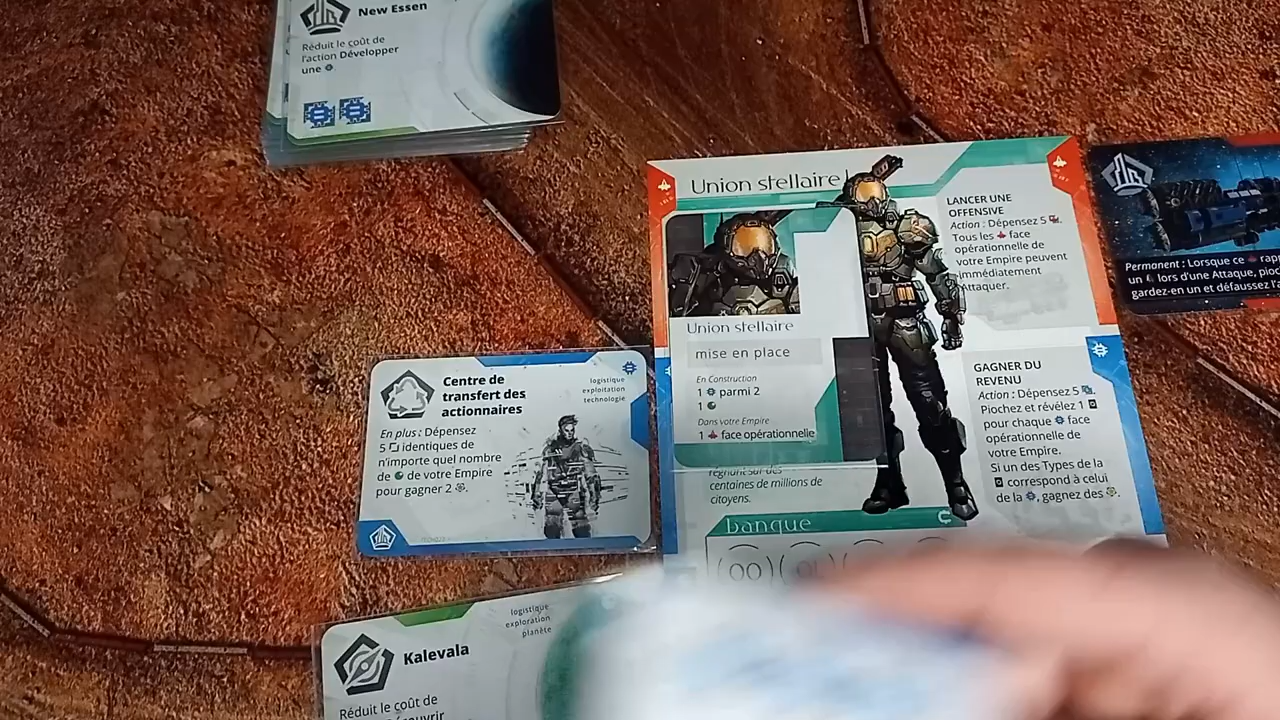 New Essen
Réduit le coût de
l'action Développer
une
Union stellaire
LANCER UNE
OFFENSIVE
Action : Dépensez 5
Tous les face
opérationnelle de
votre Empire peuvent
immédiatement
Attaquer.
Permanent : Lorsque ce
un lors d'une Attaque,
gardez-en un et défaussez
Union stellaire
mise en place
En Construction
1 parmi 2
1
Dans votre Empire
1 face opérationnelle
GAGNER DU
REVENU
Action : Dépensez 5
Piochez et révélez 1
pour chaque face
opérationnelle de
votre Empire.
Si un des Types de la
correspond à celui
de la , gagnez des .
Centre de
transfert des
actionnaires
logistique
exploitation
technologie
En plus : Dépensez
5 identiques de
n'importe quel nombre
de de votre Empire
pour gagner 2 .
régnant sur des
centaines de millions de
citoyens.
banque
00
logistique
exploration
planète
Kalevala
Réduit le coût de